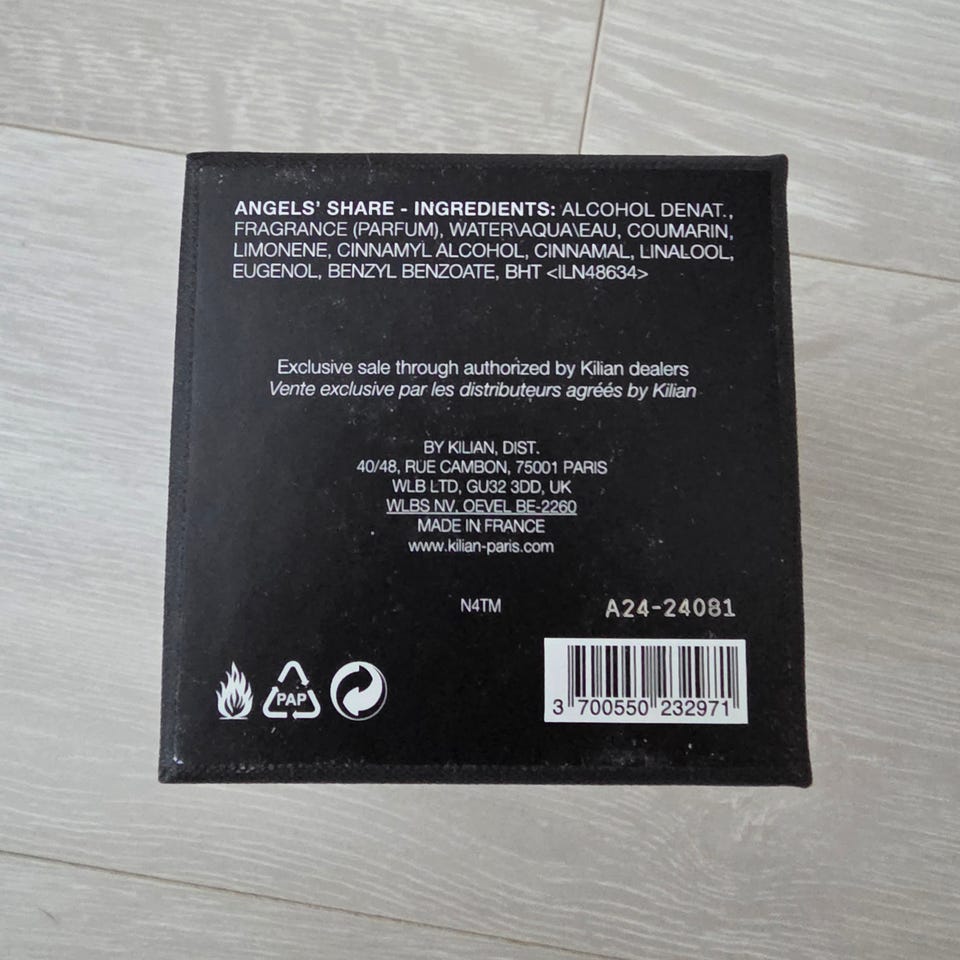 ANGELS' SHARE - INGREDIENTS: ALCOHOL DENAT.,
FRAGRANCE (PARFUM), WATER\AQUA\EAU, COUMARIN,
LIMONENE, CINNAMYL ALCOHOL, CINNAMAL, LINALOOL,
EUGENOL, BENZYL BENZOATE, BHT <ILN48634>
Exclusive sale through authorized by Kilian dealers
Vente exclusive par les distributeurs agréés by Kilian
BY KILIAN, DIST.
40/48, RUE CAMBON, 75001 PARIS
WLB LTD, GU32 3DD, UK
WLBS NV, OEVEL BE-2260
MADE IN FRANCE
www.kilian-paris.com
N4TM
A24-24081
PAP
3 700550 232971